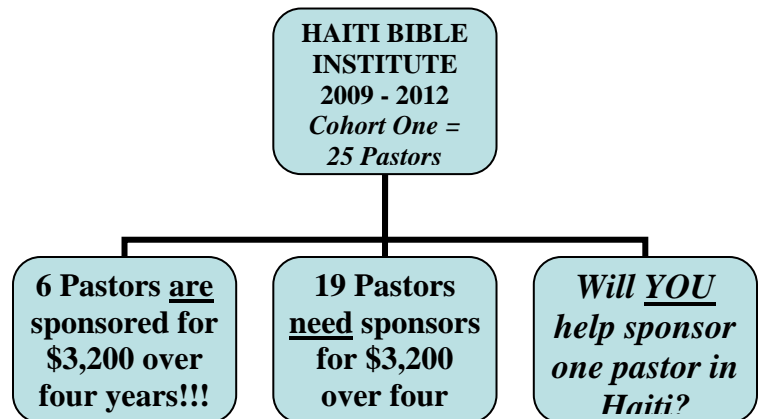 HAITI BIBLE
INSTITUTE
2009 - 2012
Cohort One =
25 Pastors
6 Pastors are
sponsored for
$3,200 over
four years!!!
19 Pastors
need sponsors
for $3,200
over four
Will YOU
help sponsor
one pastor in
Haiti?